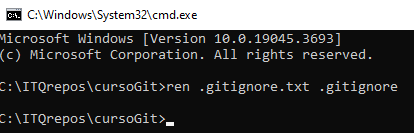 C:\Windows\System32\cmd.exe
Microsoft Windows [Version 10.0.19045.3693]
(c) Microsoft Corporation. All rights reserved.
C:\ITQrepos\cursoGit>ren .gitignore.txt .gitignore
C:\ITQrepos\cursoGit>